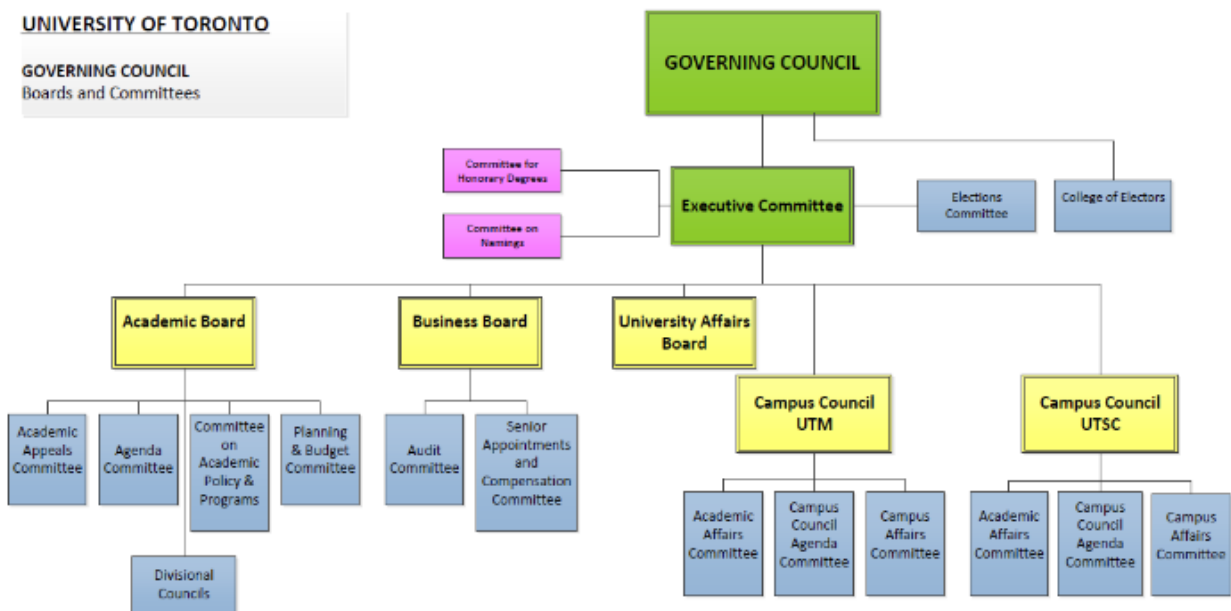 UNIVERSITY OF TORONTO
GOVERNING COUNCIL
Boards and Committees
GOVERNING COUNCIL
Committee for
Honorary Degrees
Committee on
Namings
Executive Committee
Elections
Committee
College of Electors
Academic Board
Business Board
University Affairs
Board
Campus Council
UTM
Campus Council
UTSC
Academic
Appeals
Committee
Agenda
Committee
Committee
on
Academic
Policy &
Programs
Planning
& Budget
Committee
Audit
Committee
Senior
Appointments
and
Compensation
Committee
Divisional
Councils
Academic
Affairs
Committee
Campus
Council
Agenda
Committee
Campus
Affairs
Committee
Academic
Affairs
Committee
Campus
Council
Agenda
Committee
Campus
Affairs
Committee